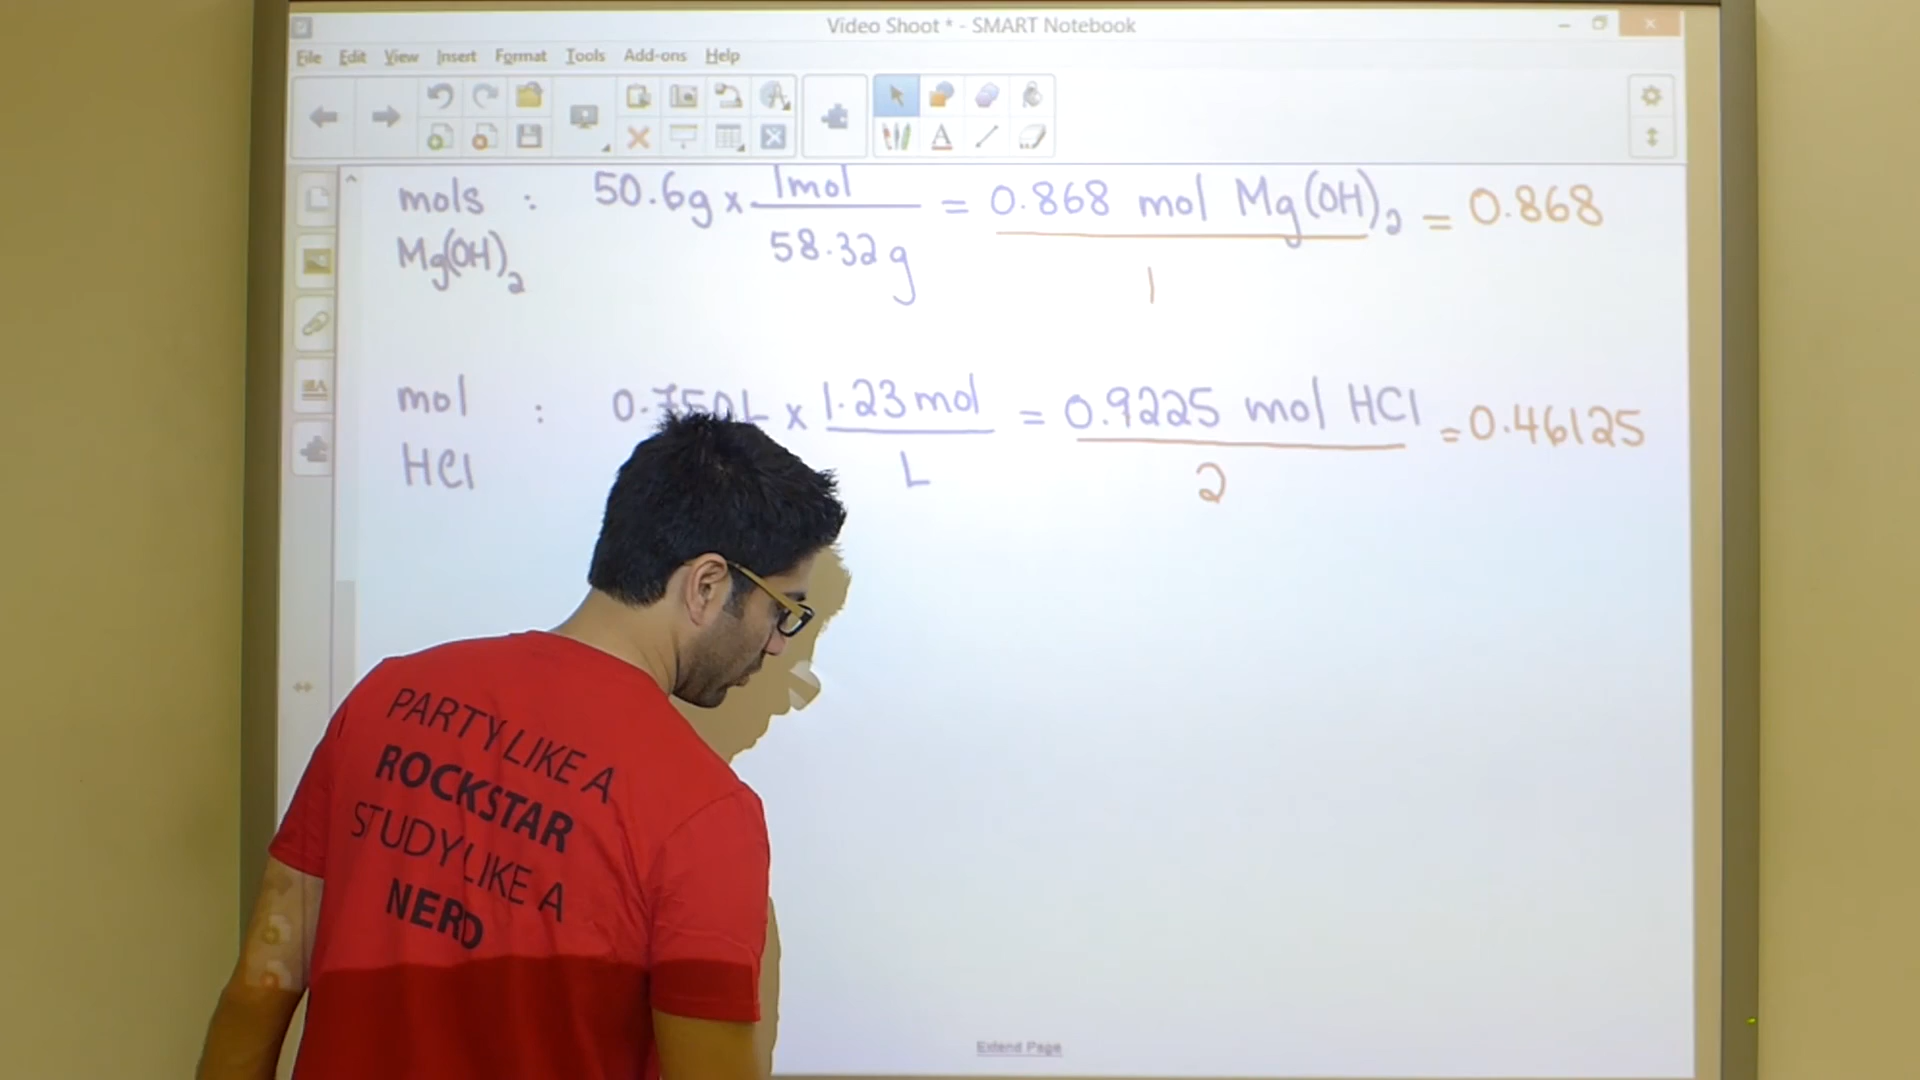 Video Shoot * - SMART Notebook
File Edit View Insert Format Tools Add-ons Help
mols : 50.6g x 1mol = 0.868 mol Mg(OH)₂ = 0.868
Mg(OH)₂ 58.32g 1
mol : 0.750L x 1.23 mol = 0.9225 mol HCl = 0.46125
HCl L 2
PARTY LIKE A
ROCKSTAR
STUDY LIKE A
NERD
Extend Page